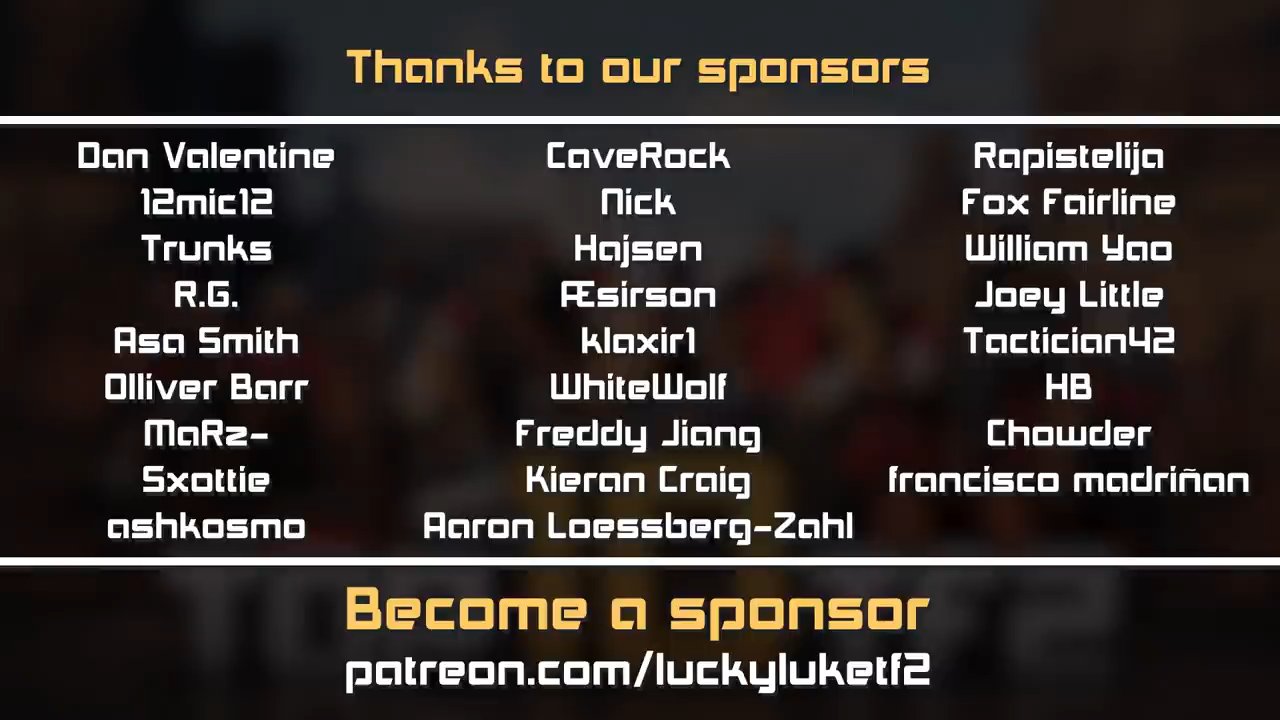 Thanks to our sponsors
Dan Valentine
12mic12
Trunks
R.G.
Asa Smith
Olliver Barr
MaRz-
Sxottie
ashkosmo
CaveRock
Nick
Hajsen
Æsirson
klaxir1
WhiteWolf
Freddy Jiang
Kieran Craig
Aaron Loessberg-Zahl
Rapistelija
Fox Fairline
William Yao
Joey Little
Tactician42
HB
Chowder
francisco madriñan
Become a sponsor
patreon.com/luckyluketf2